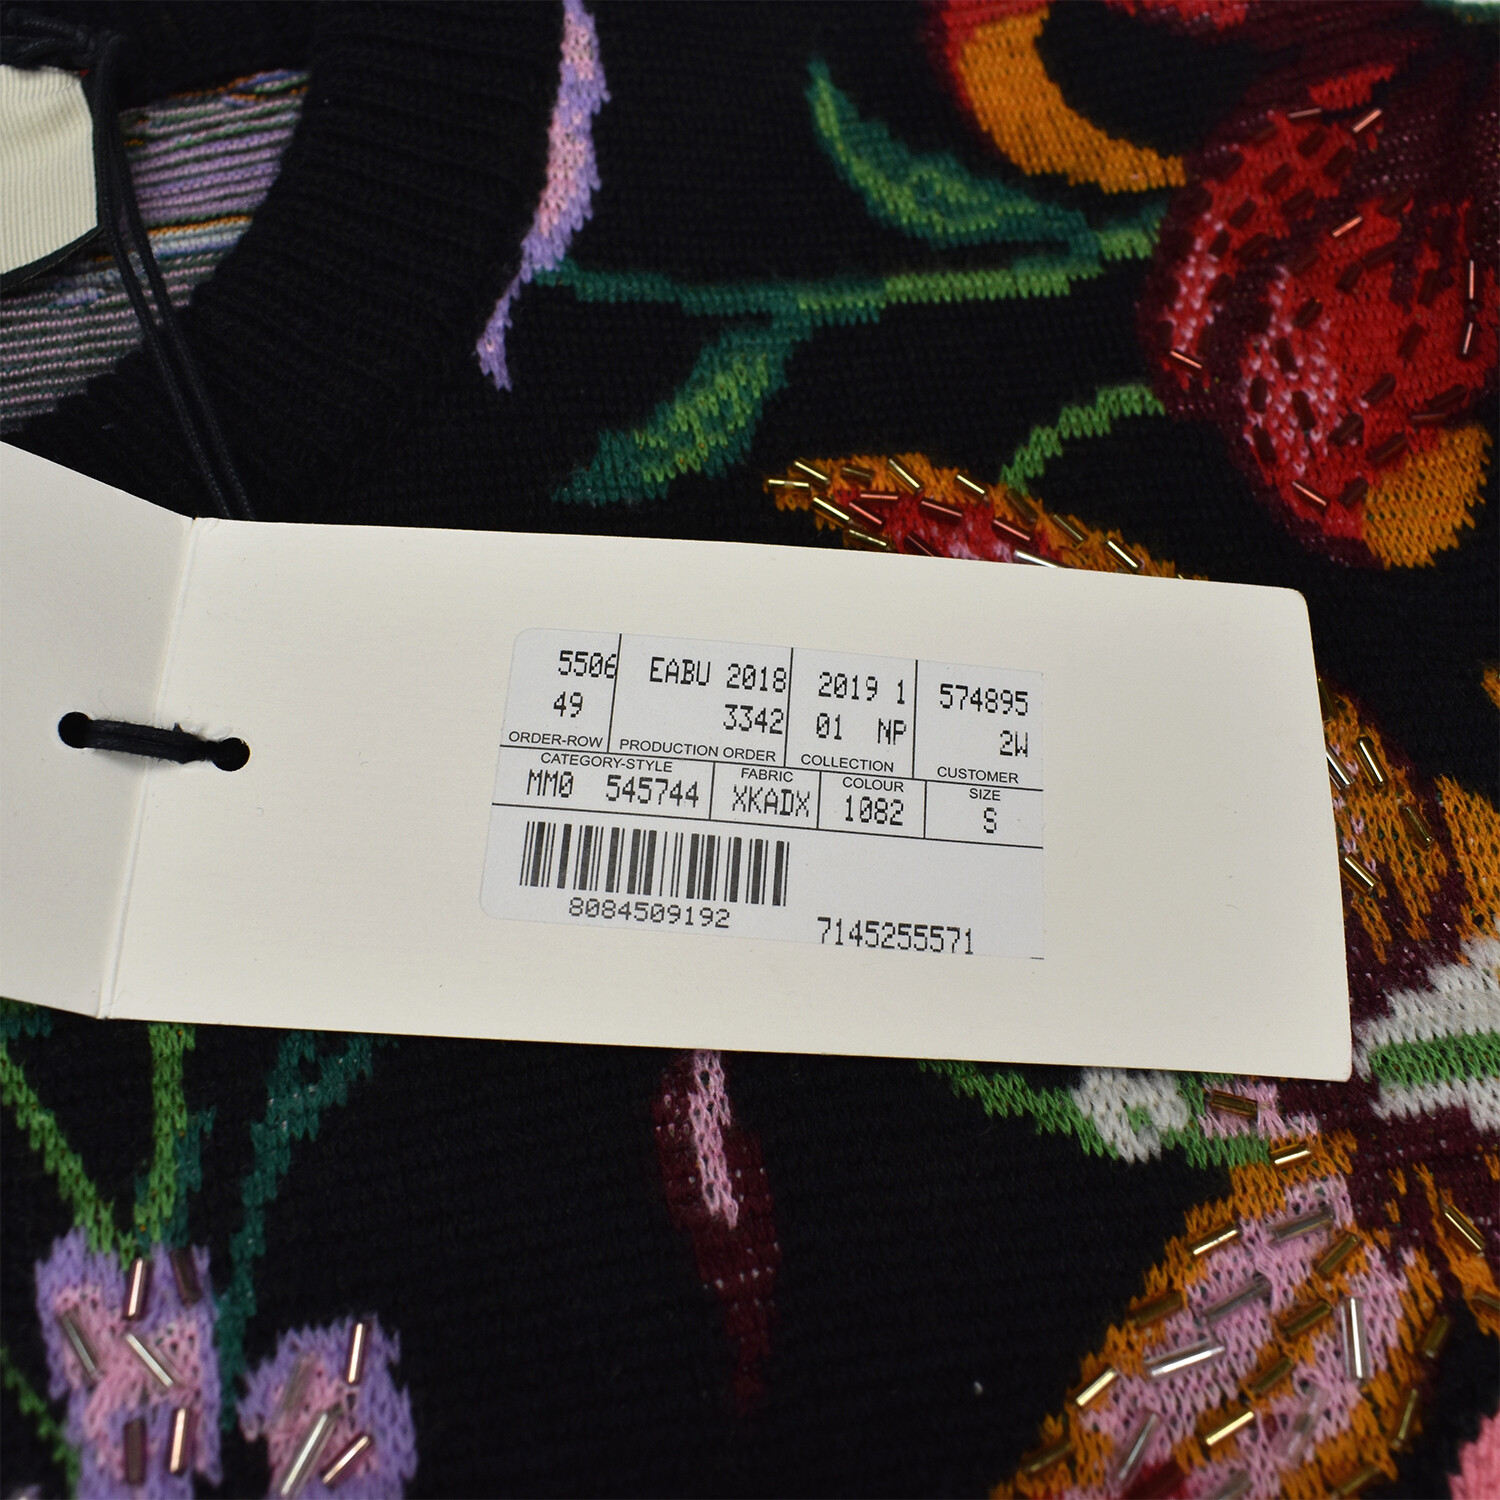 5506 EABU 2018 2019 1 574895
49 3342 01 NP 2W
ORDER-ROW PRODUCTION ORDER COLLECTION CUSTOMER
CATEGORY-STYLE FABRIC COLOUR SIZE
MM0 545744 XKADX 1082 S
8084509192 7145255571